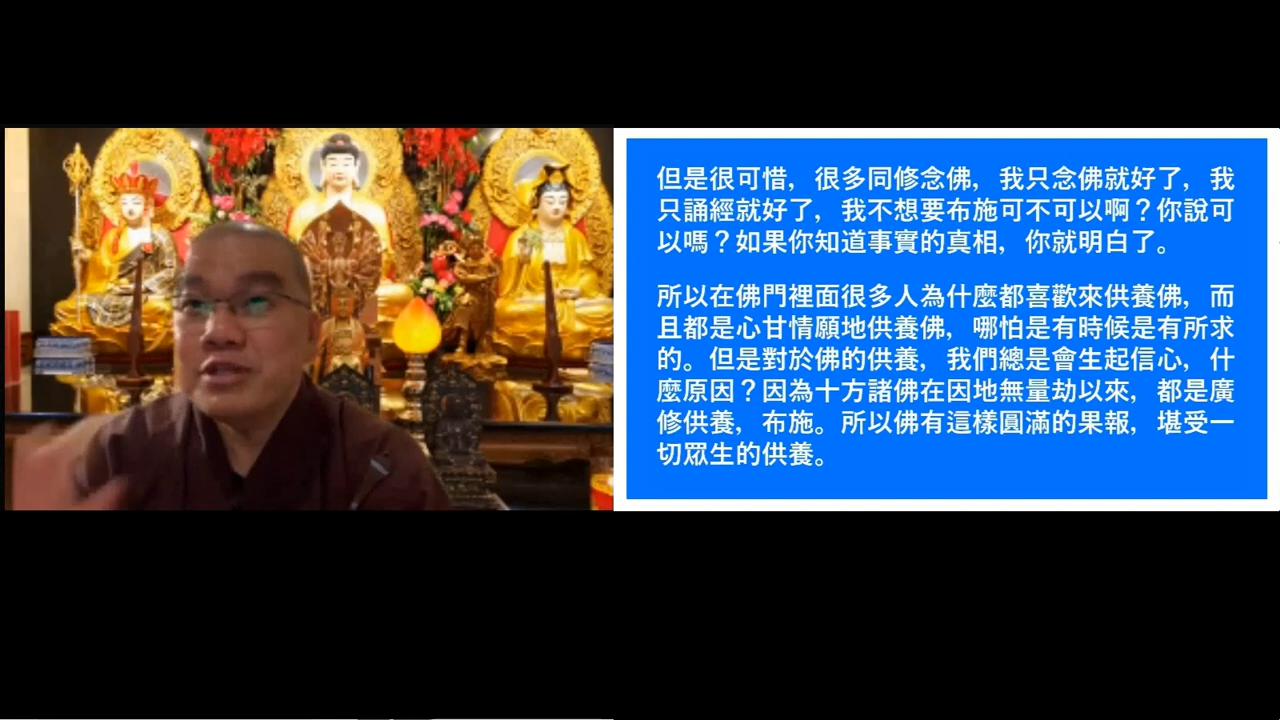 但是很可惜，很多同修念佛，我只念佛就好了，我
只誦經就好了，我不想要布施可不可以啊？你說可
以嗎？如果你知道事實的真相，你就明白了。
所以在佛門裡面很多人為什麼都喜歡來供養佛，而
且都是心甘情願地供養佛，哪怕是有時候是有所求
的。但是對於佛的供養，我們總是會生起信心，什
麼原因？因為十方諸佛在因地無量劫以來，都是廣
修供養，布施。所以佛有這樣圓滿的果報，堪受一
切眾生的供養。